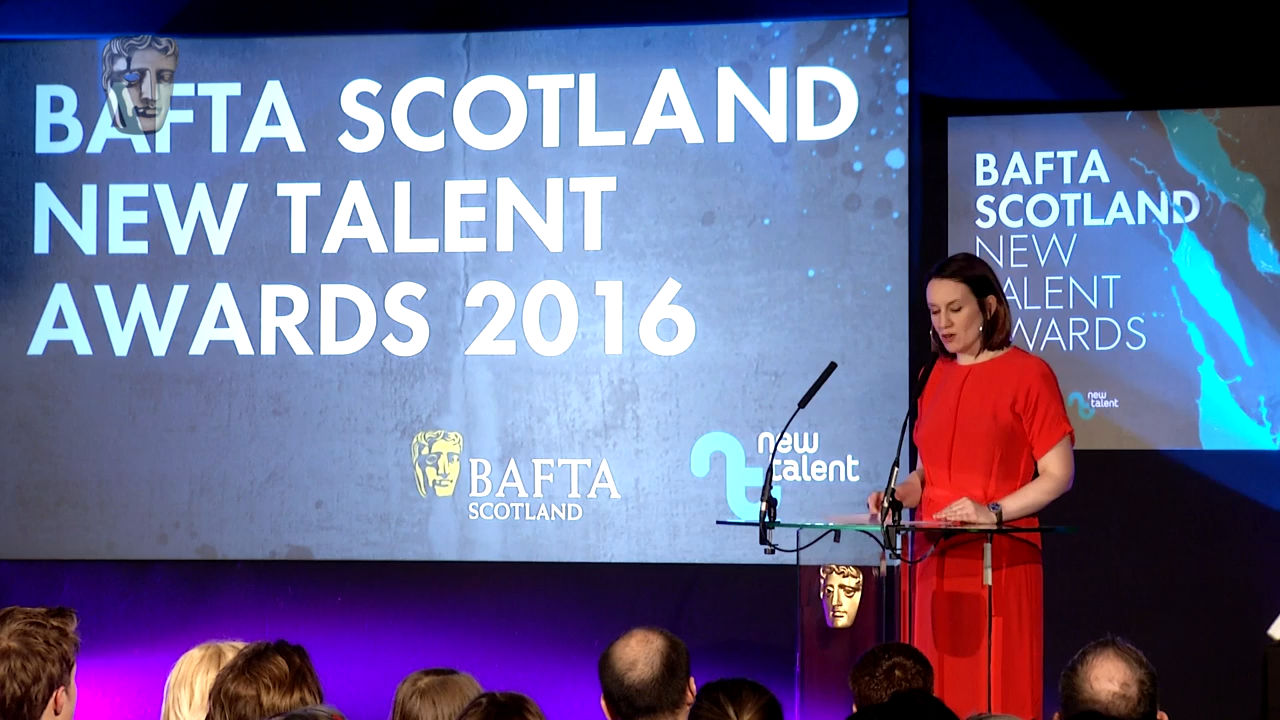 BAFTA SCOTLAND
NEW TALENT
AWARDS 2016
BAFTA
SCOTLAND
new
talent
BAFTA
SCOTLAND
NEW
TALENT
AWARDS
new
talent